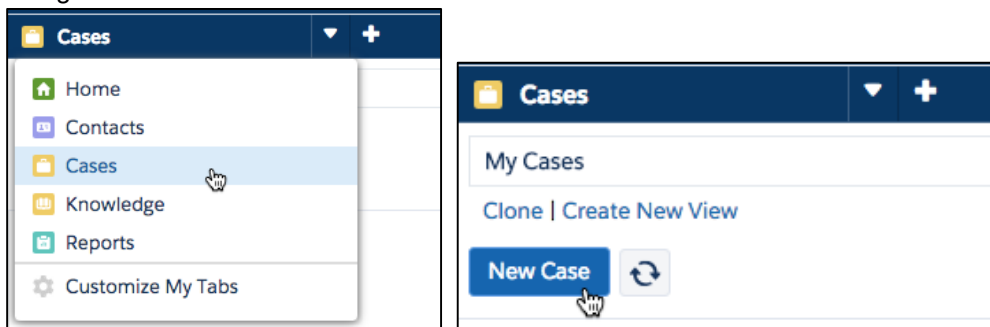 Cases
Home
Contacts
Cases
Knowledge
Reports
Customize My Tabs
Cases
My Cases
Clone | Create New View
New Case